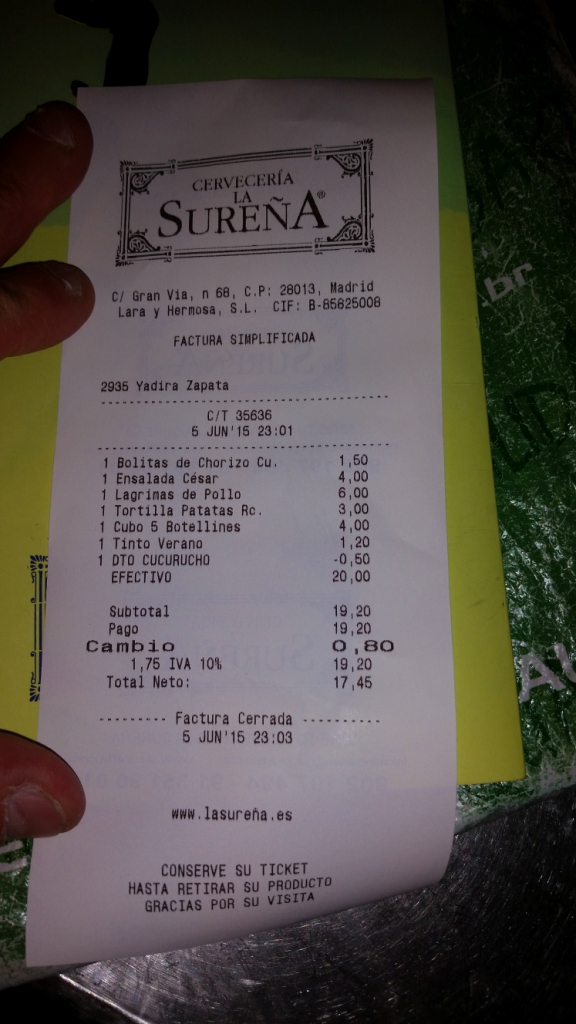 CERVECERÍA
LA
SUREÑA®
C/ Gran Via, n 68, C.P: 28013, Madrid
Lara y Hermosa, S.L. CIF: B-85825008
FACTURA SIMPLIFICADA
2935 Yadira Zapata
C/T 35636
5 JUN'15 23:01
1 Bolitas de Chorizo Cu. 1,50
1 Ensalada César 4,00
1 Lagrimas de Pollo 6,00
1 Tortilla Patatas Rc. 3,00
1 Cubo 5 Botellines 4,00
1 Tinto Verano 1,20
1 DTO CUCURUCHO -0,50
EFECTIVO 20,00
Subtotal 19,20
Pago 19,20
Cambio 0,80
1,75 IVA 10% 19,20
Total Neto: 17,45
--------- Factura Cerrada ----------
5 JUN'15 23:03
www.lasureña.es
CONSERVE SU TICKET
HASTA RETIRAR SU PRODUCTO
GRACIAS POR SU VISITA
.br